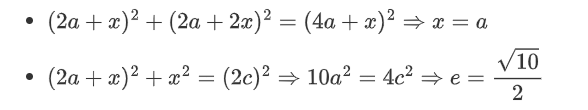 • (2a + x)² + (2a + 2x)² = (4a + x)² ⇒ x = a
• (2a + x)² + x² = (2c)² ⇒ 10a² = 4c² ⇒ e = √10/2